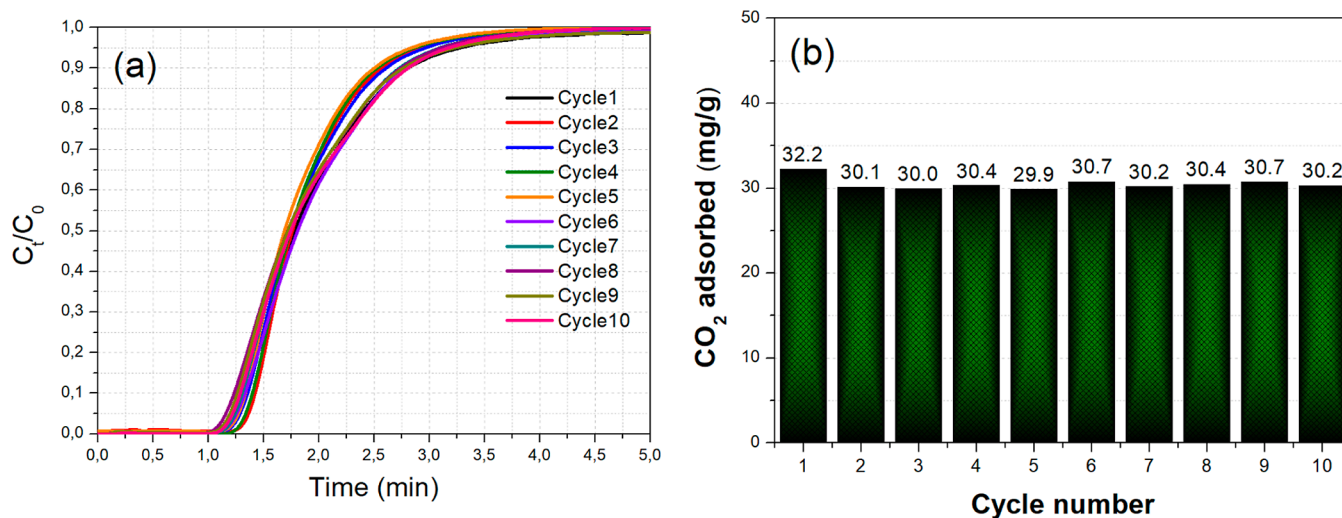 (a)
1,0
0,9
0,8
0,7
0,6
0,5
0,4
0,3
0,2
0,1
0,0
Cₜ/C₀
Cycle1
Cycle2
Cycle3
Cycle4
Cycle5
Cycle6
Cycle7
Cycle8
Cycle9
Cycle10
0,0 0,5 1,0 1,5 2,0 2,5 3,0 3,5 4,0 4,5 5,0
Time (min)
(b)
50
40
30
20
10
0
CO₂ adsorbed (mg/g)
32.2 30.1 30.0 30.4 29.9 30.7 30.2 30.4 30.7 30.2
1 2 3 4 5 6 7 8 9 10
Cycle number